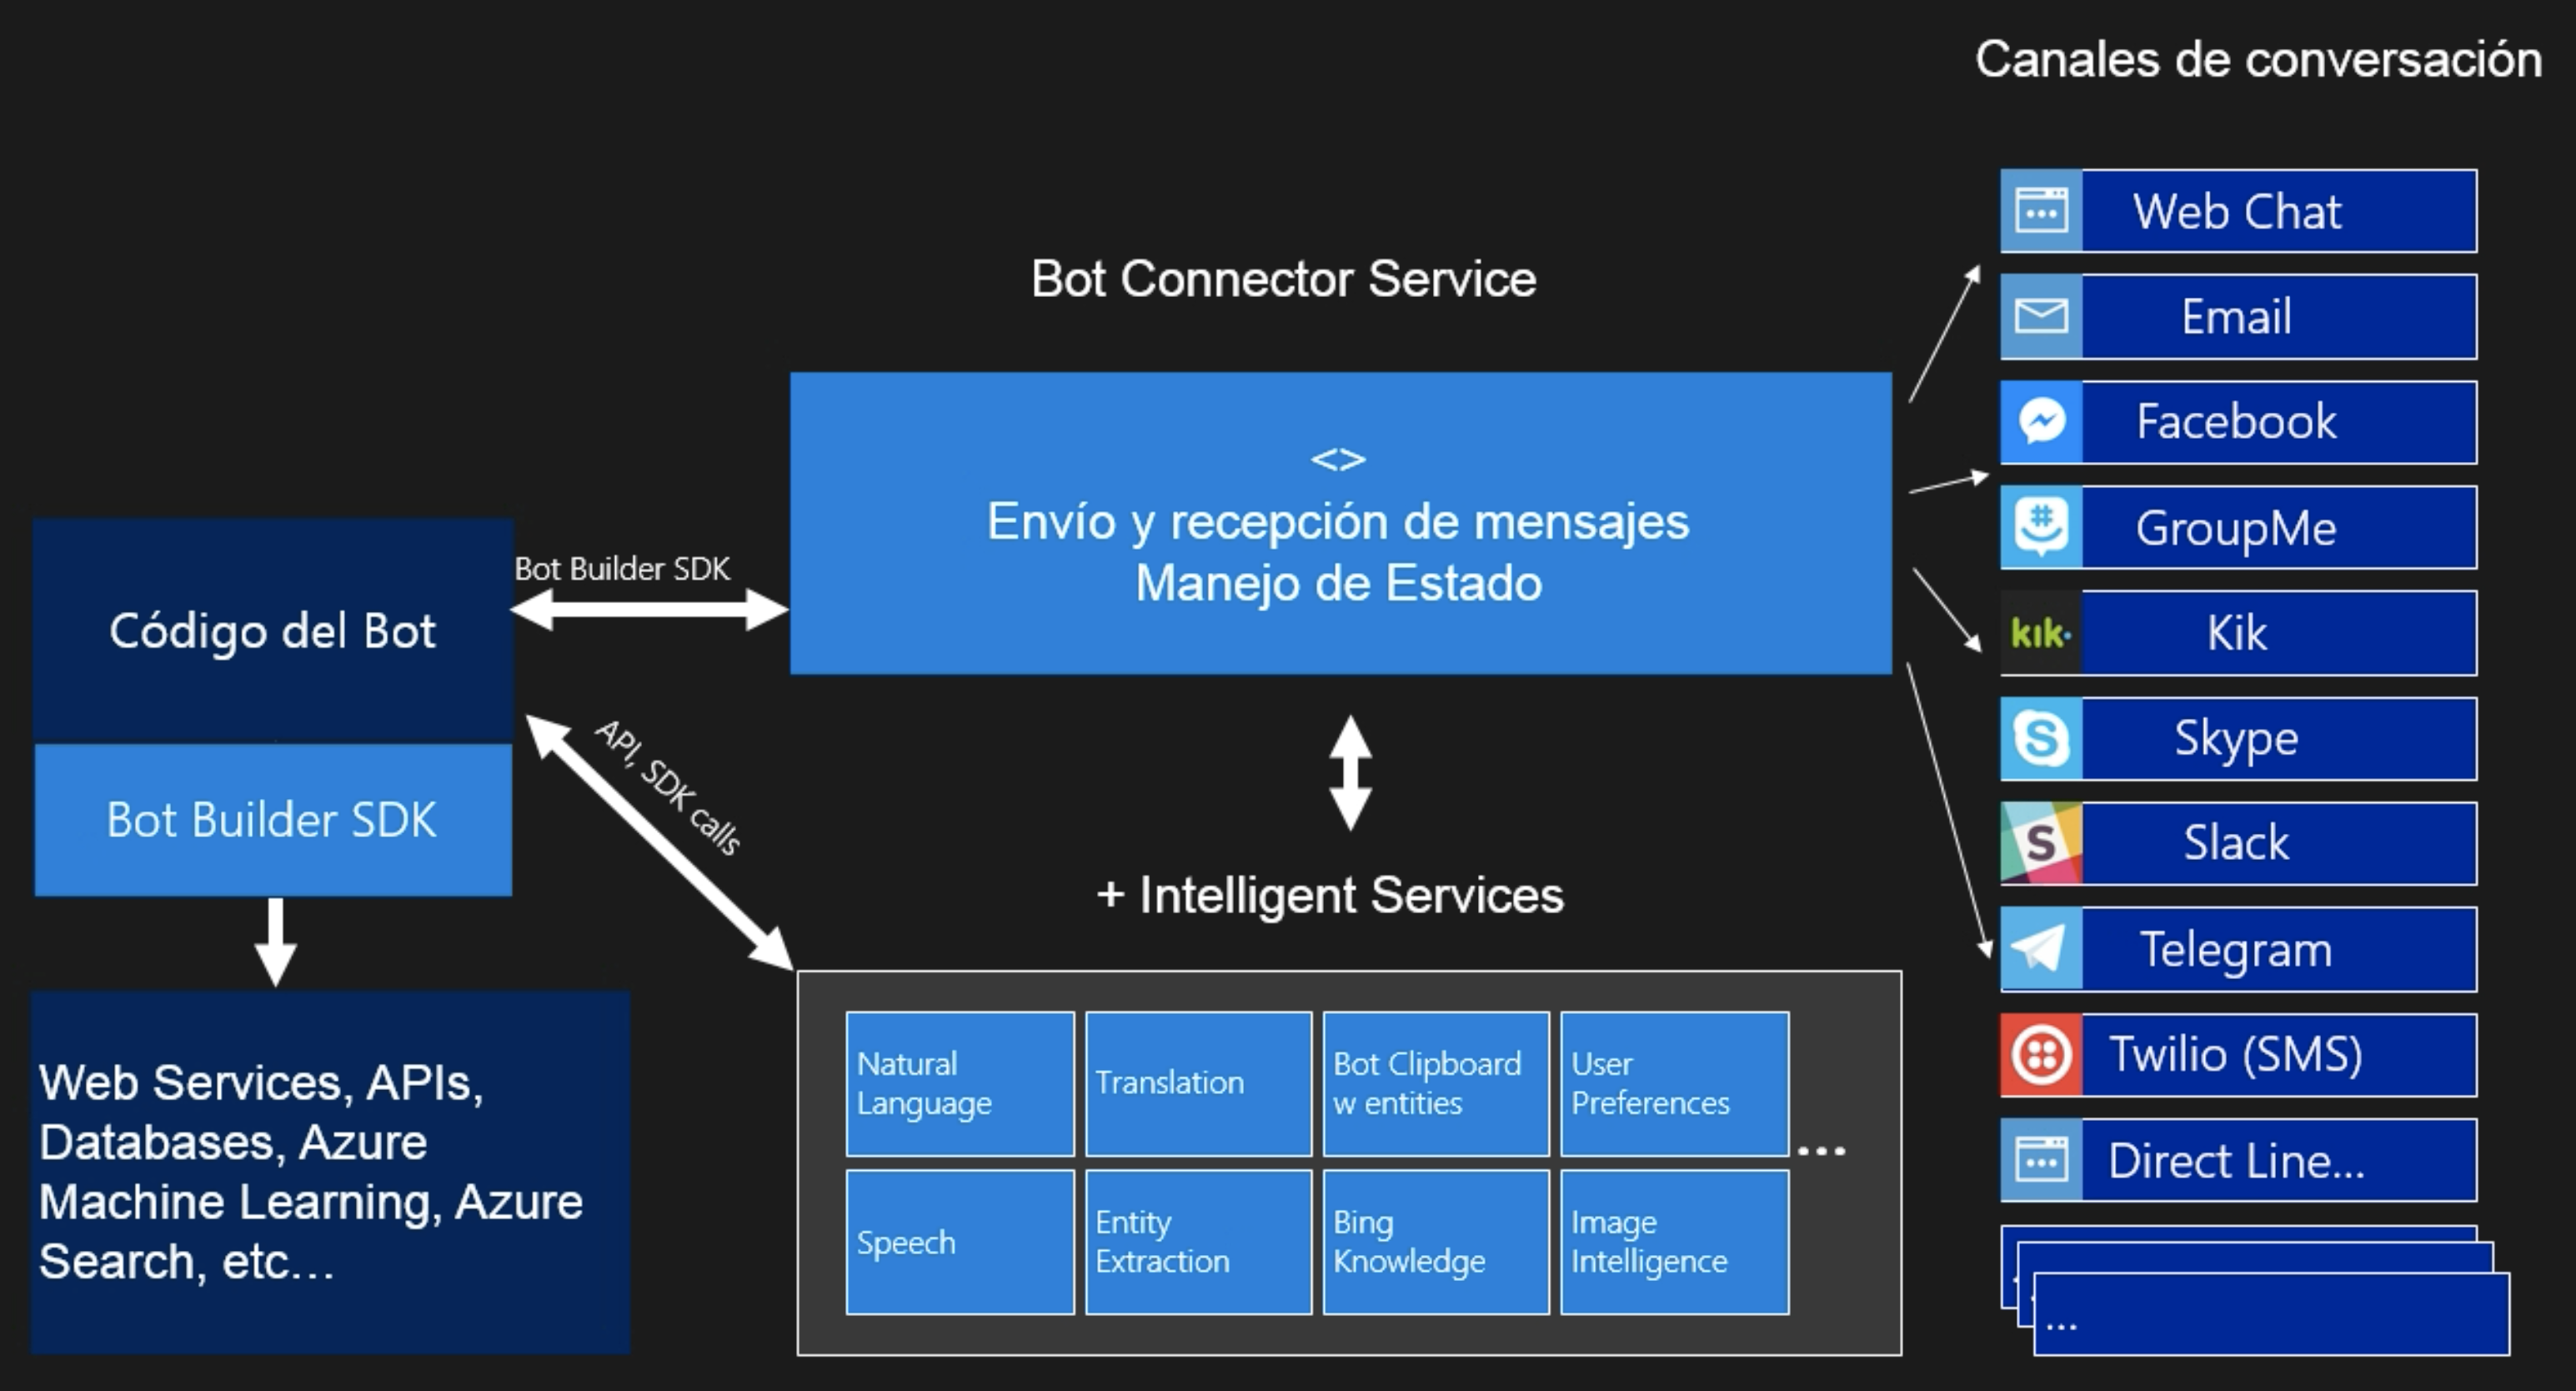 Canales de conversación
Bot Connector Service
<>
Envío y recepción de mensajes
Manejo de Estado
Código del Bot
Bot Builder SDK
Bot Builder SDK
API, SDK calls
Web Services, APIs,
Databases, Azure
Machine Learning, Azure
Search, etc...
+ Intelligent Services
Natural
Language
Translation
Bot Clipboard
w entities
User
Preferences
...
Speech
Entity
Extraction
Bing
Knowledge
Image
Intelligence
Web Chat
Email
Facebook
#
GroupMe
kik
Kik
S
Skype
S
Slack
Telegram
Twilio (SMS)
Direct Line...
...